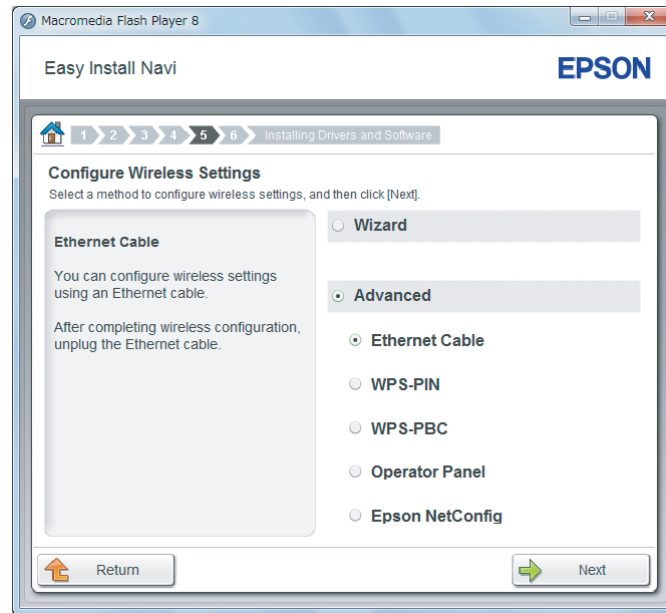 Macromedia Flash Player 8
Easy Install Navi
EPSON
1 2 3 4 5 6 Installing Drivers and Software
Configure Wireless Settings
Select a method to configure wireless settings, and then click [Next].
Ethernet Cable
You can configure wireless settings
using an Ethernet cable.
After completing wireless configuration,
unplug the Ethernet cable.
Wizard
Advanced
Ethernet Cable
WPS-PIN
WPS-PBC
Operator Panel
Epson NetConfig
Return
Next